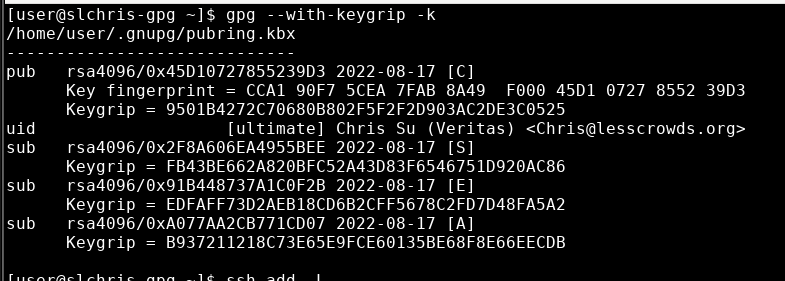 [user@slchris-gpg ~]$ gpg --with-keygrip -k
/home/user/.gnupg/pubring.kbx
-----------------------------
pub   rsa4096/0x45D10727855239D3 2022-08-17 [C]
      Key fingerprint = CCA1 90F7 5CEA 7FAB 8A49  F000 45D1 0727 8552 39D3
      Keygrip = 9501B4272C70680B802F5F2F2D903AC2DE3C0525
uid                   [ultimate] Chris Su (Veritas) <Chris@lesscrowds.org>
sub   rsa4096/0x2F8A606EA4955BEE 2022-08-17 [S]
      Keygrip = FB43BE662A820BFC52A43D83F6546751D920AC86
sub   rsa4096/0x91B448737A1C0F2B 2022-08-17 [E]
      Keygrip = EDFAFF73D2AEB18CD6B2CFF5678C2FD7D48FA5A2
sub   rsa4096/0xA077AA2CB771CD07 2022-08-17 [A]
      Keygrip = B937211218C73E65E9FCE60135BE68F8E66EECDB
[user@slchris-gpg ~]$ ssh-add